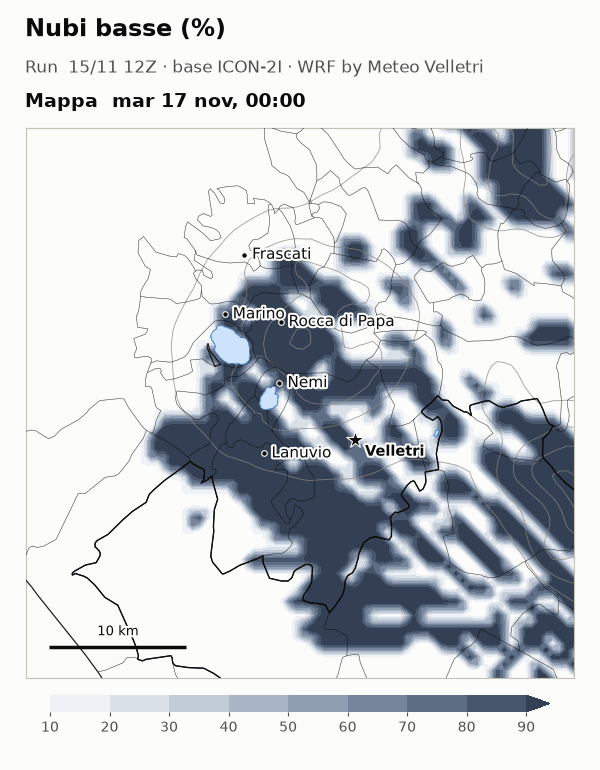 Nubi basse (%)
Run  15/11 12Z · base ICON-2I · WRF by Meteo Velletri
Mappa  mar 17 nov, 00:00
Frascati
Marino
Rocca di Papa
Nemi
Velletri
Lanuvio
10 km
10 20 30 40 50 60 70 80 90